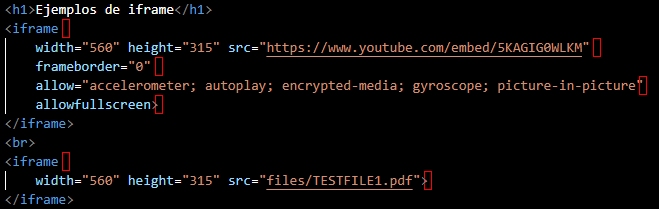 <h1>Ejemplos de iframe</h1>
<iframe
width="560" height="315" src="https://www.youtube.com/embed/5KAGIG0WLKM"
frameborder="0"
allow="accelerometer; autoplay; encrypted-media; gyroscope; picture-in-picture"
allowfullscreen>
</iframe>
<br>
<iframe
width="560" height="315" src="files/TESTFILE1.pdf">
</iframe>